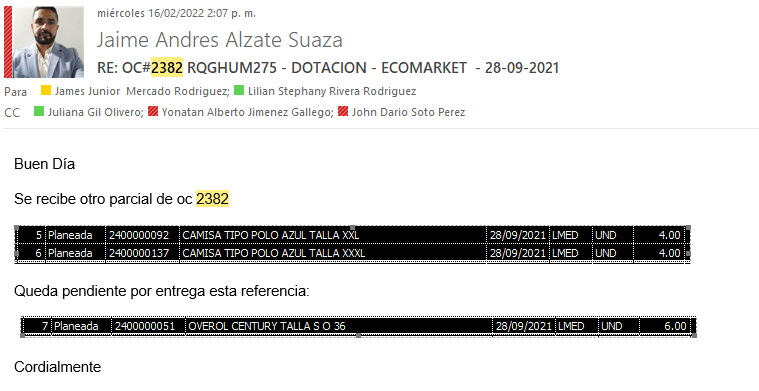 miércoles 16/02/2022 2:07 p. m.
Jaime Andres Alzate Suaza
RE: OC#2382 RQGHUM275 - DOTACION - ECOMARKET - 28-09-2021
Para James Junior Mercado Rodriguez; Lilian Stephany Rivera Rodriguez
CC Juliana Gil Olivero; Yonatan Alberto Jimenez Gallego; John Dario Soto Perez
Buen Día
Se recibe otro parcial de oc 2382
5 Planeada 2400000092 CAMISA TIPO POLO AZUL TALLA XXL 28/09/2021 LMED UND 4.00
6 Planeada 2400000137 CAMISA TIPO POLO AZUL TALLA XXXL 28/09/2021 LMED UND 4.00
Queda pendiente por entrega esta referencia:
7 Planeada 2400000051 OVEROL CENTURY TALLA S O 36 28/09/2021 LMED UND 6.00
Cordialmente